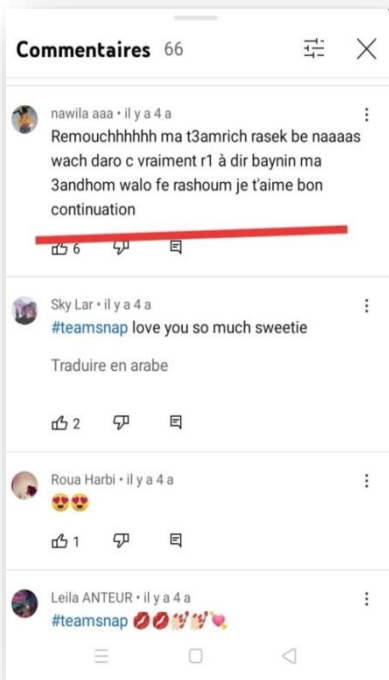 Commentaires 66
nawila aaa • il y a 4 a
Remouchhhhhh ma t3amrich rasek be naaaas
wach daro c vraiment r1 à dir baynin ma
3andhom walo fe rashoum je t'aime bon
continuation
6
Sky Lar • il y a 4 a
#teamsnap love you so much sweetie
Traduire en arabe
2
Roua Harbi • il y a 4 a
😍😍
1
Leila ANTEUR • il y a 4 a
#teamsnap 💋💋💅🏻💅🏻💘